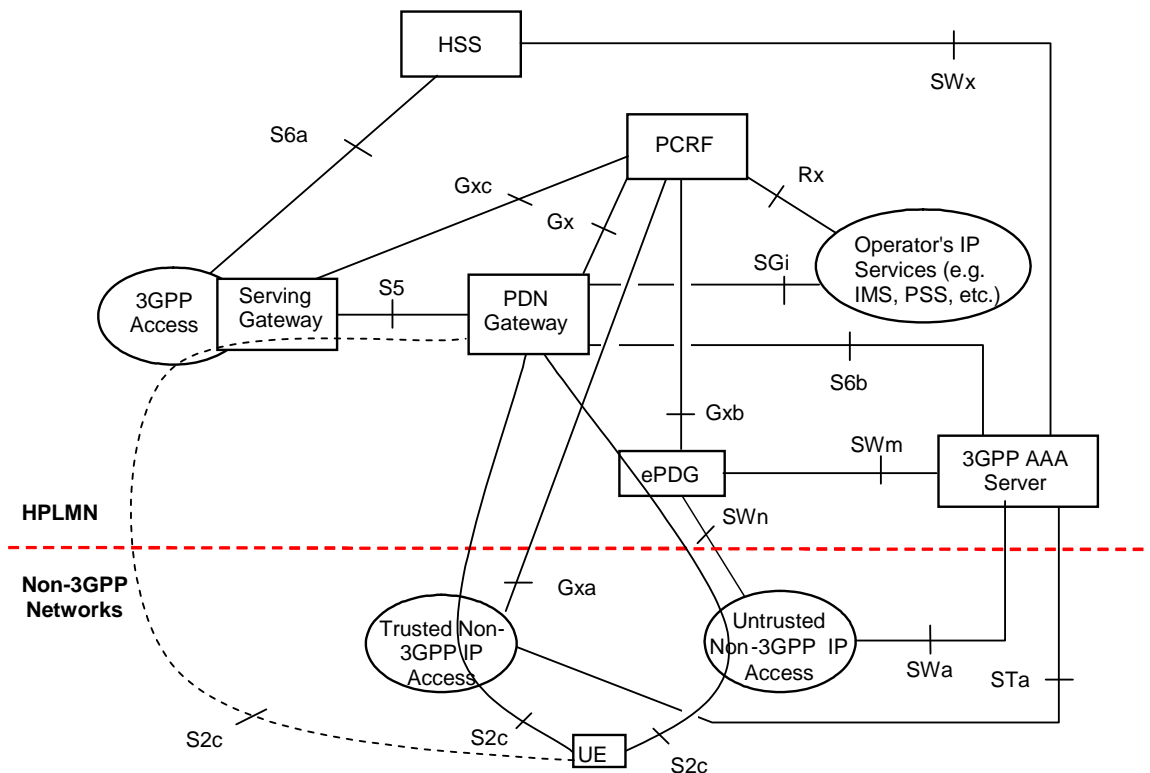 HSS
SWx
S6a
PCRF
Rx
Gxc
Gx
Operator's IP
Services (e.g.
IMS, PSS, etc.)
SGi
3GPP
Access
Serving
Gateway
S5
PDN
Gateway
S6b
Gxb
SWm
3GPP AAA
Server
ePDG
HPLMN
SWn
Non-3GPP
Networks
Gxa
Trusted Non-
3GPP IP
Access
Untrusted
Non-3GPP IP
Access
SWa
STa
S2c
S2c
UE
S2c